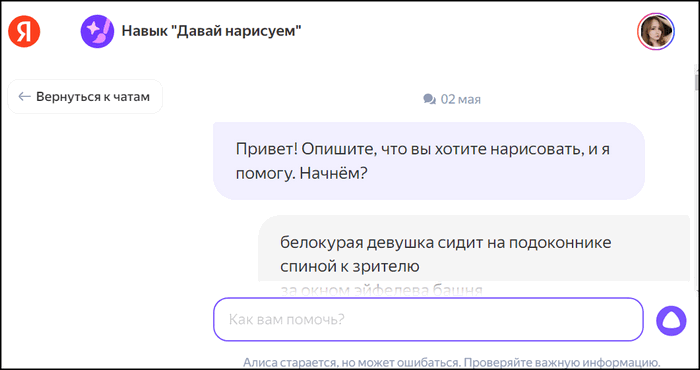 Я
Навык "Давай нарисуем"
← Вернуться к чатам
02 мая
Привет! Опишите, что вы хотите нарисовать, и я
помогу. Начнём?
белокурая девушка сидит на подоконнике
спиной к зрителю
за окном эйфелева башня
Как вам помочь?
Алиса старается, но может ошибаться. Проверяйте важную информацию.